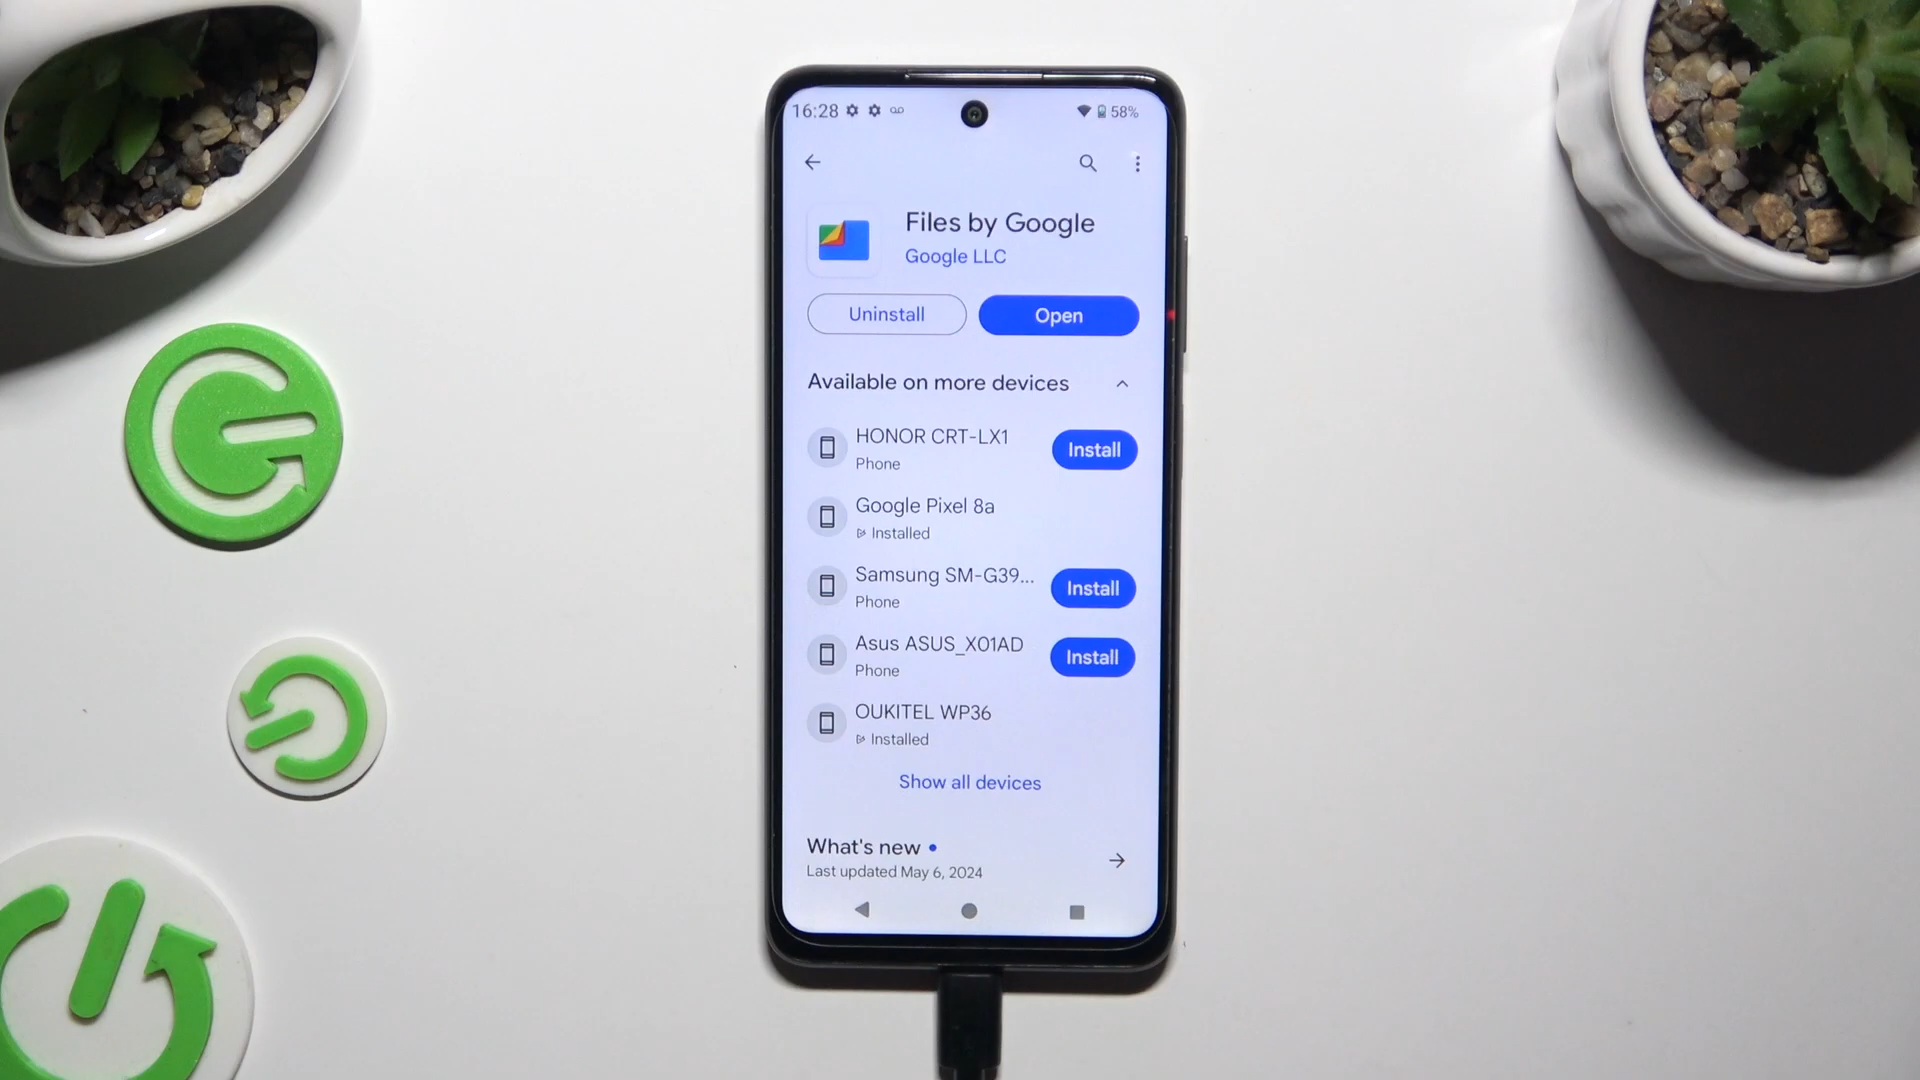 16:28 58%
Files by Google
Google LLC
Uninstall Open
Available on more devices
HONOR CRT-LX1
Phone
Install
Google Pixel 8a
Installed
Samsung SM-G39...
Phone
Install
Asus ASUS_X01AD
Phone
Install
OUKITEL WP36
Installed
Show all devices
What's new
Last updated May 6, 2024